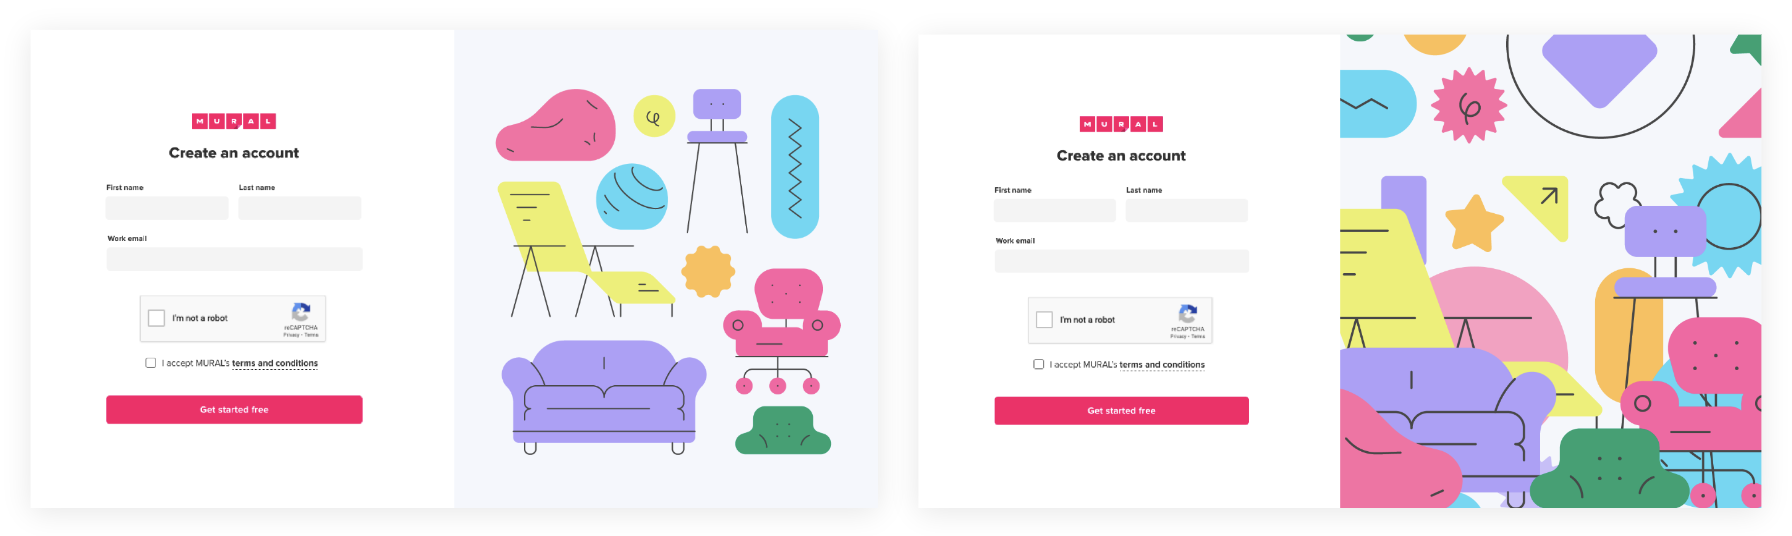 MURAL
Create an account
First name Last name
Work email
I'm not a robot
reCAPTCHA
Privacy - Terms
I accept MURAL's terms and conditions
Get started free
MURAL
Create an account
First name Last name
Work email
I'm not a robot
reCAPTCHA
Privacy - Terms
I accept MURAL's terms and conditions
Get started free